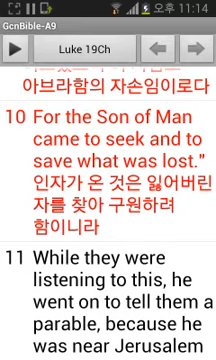 오후 11:14
GcnBible-A9
Luke 19Ch
아브라함의 자손임이로다
10 For the Son of Man
came to seek and to
save what was lost."
인자가 온 것은 잃어버린
자를 찾아 구원하려
함이니라
11 While they were
listening to this, he
went on to tell them a
parable, because he
was near Jerusalem